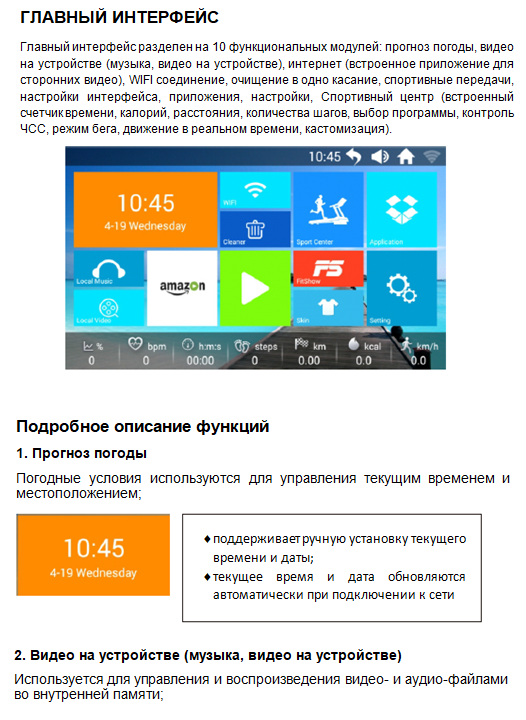 ГЛАВНЫЙ ИНТЕРФЕЙС
Главный интерфейс разделен на 10 функциональных модулей: прогноз погоды, видео
на устройстве (музыка, видео на устройстве), интернет (встроенное приложение для
сторонних видео), WIFI соединение, очищение в одно касание, спортивные передачи,
настройки интерфейса, приложения, настройки, Спортивный центр (встроенный
счетчик времени, калорий, расстояния, количества шагов, выбор программы, контроль
ЧСС, режим бега, движение в реальном времени, кастомизация).
10:45
10:45
4-19 Wednesday
WIFI
Cleaner
Sport Center
Application
Local Music
amazon
FS
FitShow
Local Video
Skin
Setting
% bpm h:m:s steps km kcal km/h
0 0 00:00 0 0.00 0.0 0.0
Подробное описание функций
1. Прогноз погоды
Погодные условия используются для управления текущим временем и
местоположением;
10:45
4-19 Wednesday
♦поддерживает ручную установку текущего
времени и даты;
♦текущее время и дата обновляются
автоматически при подключении к сети
2. Видео на устройстве (музыка, видео на устройстве)
Используется для управления и воспроизведения видео- и аудио-файлами
во внутренней памяти;